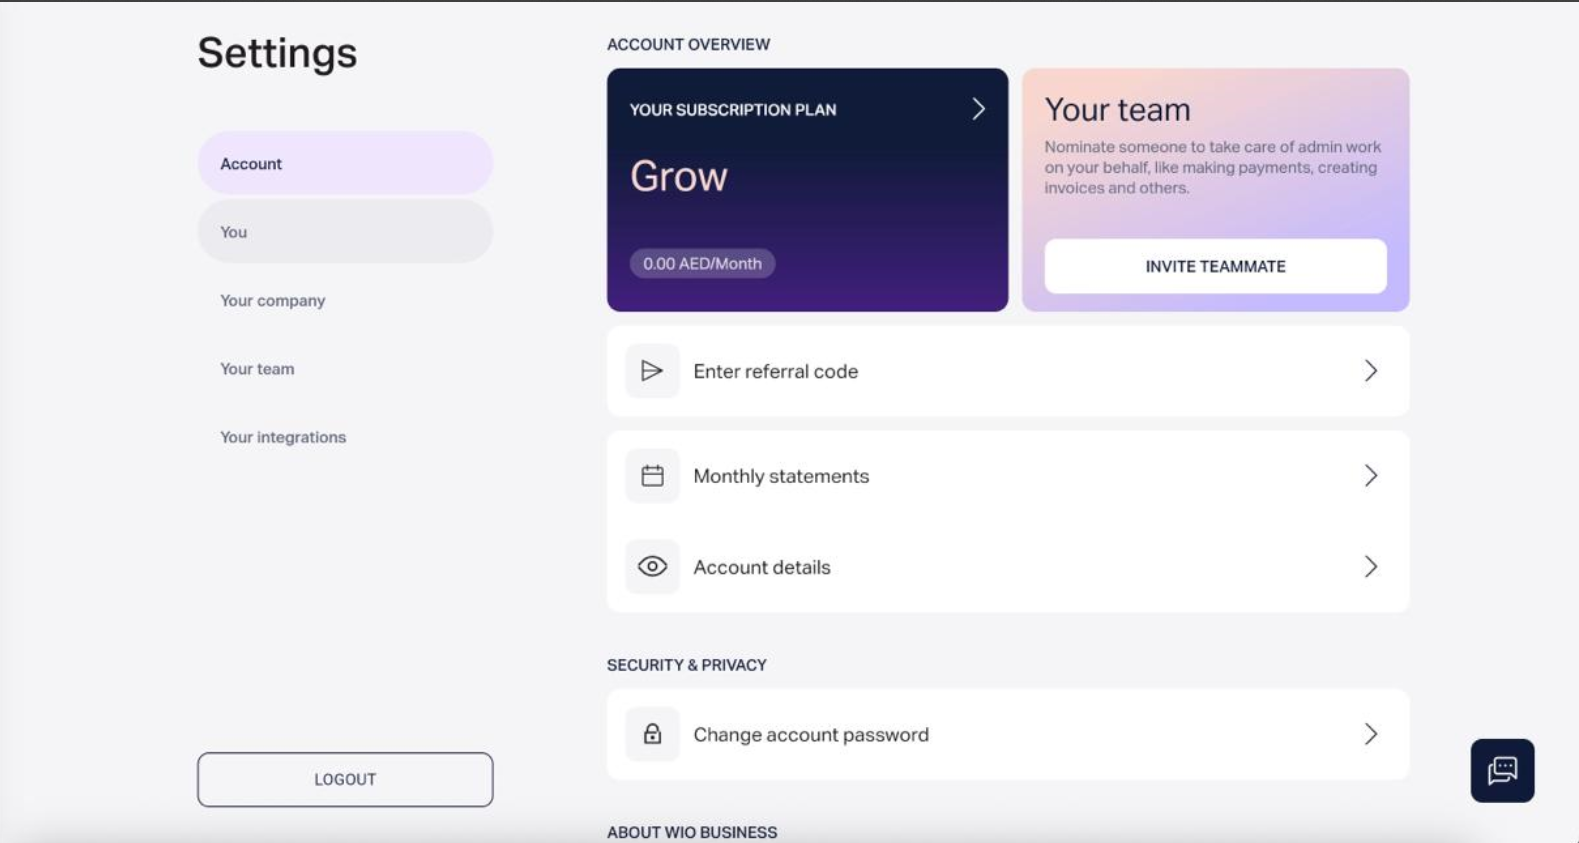 Settings
Account
You
Your company
Your team
Your integrations
LOGOUT
ACCOUNT OVERVIEW
YOUR SUBSCRIPTION PLAN
Grow
0.00 AED/Month
Your team
Nominate someone to take care of admin work
on your behalf, like making payments, creating
invoices and others.
INVITE TEAMMATE
Enter referral code
Monthly statements
Account details
SECURITY & PRIVACY
Change account password
ABOUT WIO BUSINESS